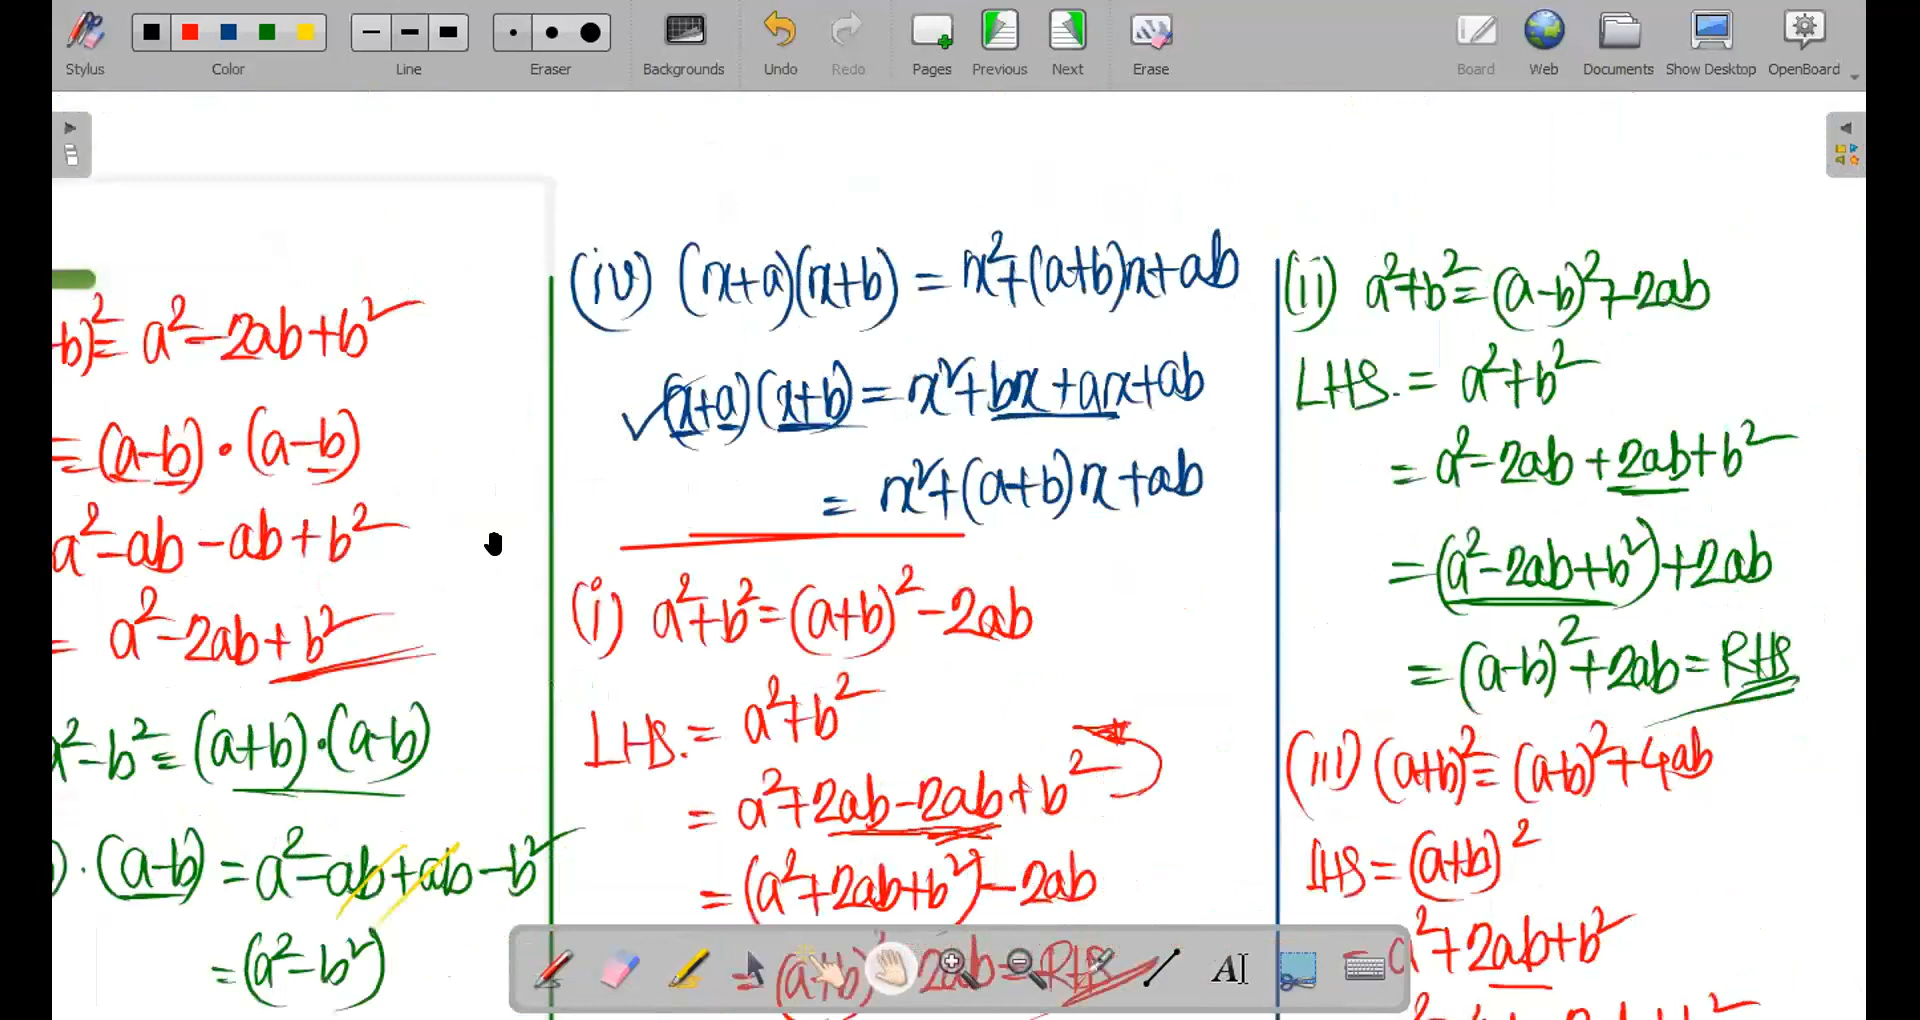 Stylus Color Line Eraser Backgrounds Undo Redo Pages Previous Next Erase Board Web Documents Show Desktop OpenBoard
b)² = a² - 2ab + b²
= (a-b) • (a-b)
a² - ab - ab + b²
= a² - 2ab + b²
a² - b² = (a+b) • (a-b)
) • (a-b) = a² - ab + ab - b²
= (a² - b²)
(iv) (x+a)(x+b) = x² + (a+b)x + ab
(x+a)(x+b) = x² + bx + ax + ab
= x² + (a+b)x + ab
(i) a² + b² = (a+b)² - 2ab
LHS. = a² + b²
= a² + 2ab - 2ab + b²
= (a² + 2ab + b²) - 2ab
= (a+b)² - 2ab = RHS
(ii) a² + b² = (a-b)² + 2ab
LHS. = a² + b²
= a² - 2ab + 2ab + b²
= (a² - 2ab + b²) + 2ab
= (a-b)² + 2ab = RHS
(iii) (a+b)² = (a-b)² + 4ab
LHS = (a+b)²
= a² + 2ab + b²